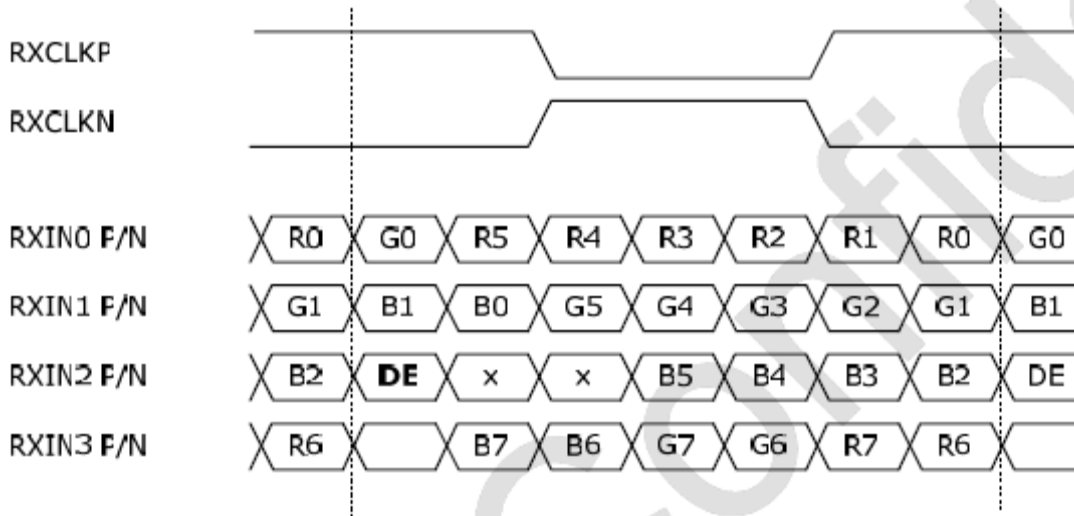 RXCLKP
RXCLKN
RXIN0 P/N R0 G0 R5 R4 R3 R2 R1 R0 G0
RXIN1 P/N G1 B1 B0 G5 G4 G3 G2 G1 B1
RXIN2 P/N B2 DE x x B5 B4 B3 B2 DE
RXIN3 P/N R6 B7 B6 G7 G6 R7 R6
Confid